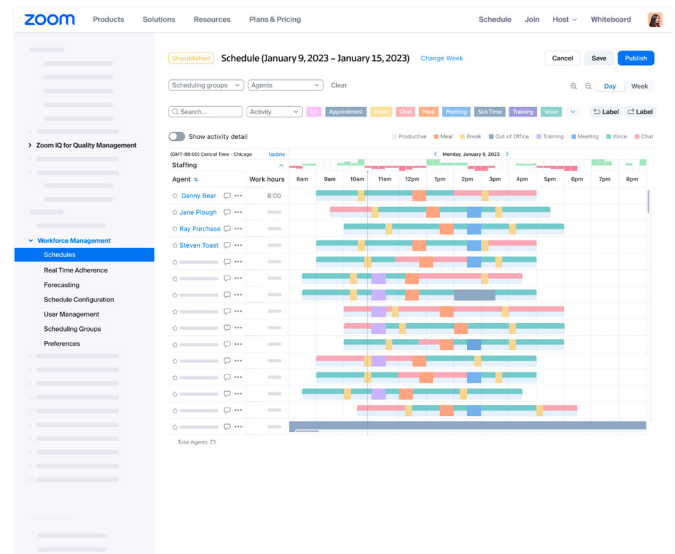 zoom Products Solutions Resources Plans & Pricing Schedule Join Host Whiteboard
Unpublished Schedule (January 9, 2023 – January 15, 2023) Change Week Cancel Save Publish
Scheduling groups Agents Clear Day Week
Search... Activity Appointment Break Chat Meal Meeting Sick Time Training Voice Label Label
Show activity detail Productive Meal Break Out of Office Training Meeting Voice Chat
Zoom IQ for Quality Management
(GMT-99:00) Central Time - Chicago Update Monday, January 9, 2023
Staffing
Agent Work hours 8am 9am 10am 11am 12pm 1pm 2pm 3pm 4pm 5pm 6pm 7pm 8pm
Danny Bear 8:00
Jane Plough
Ray Purchase
Steven Toast
Workforce Management
Schedules
Real Time Adherence
Forecasting
Schedule Configuration
User Management
Scheduling Groups
Preferences
Total Agents: 73